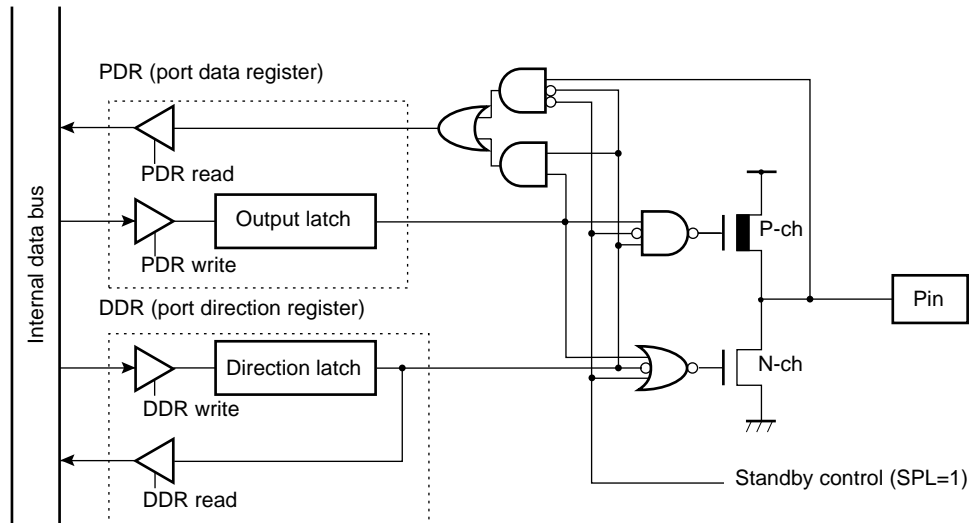 PDR (port data register)
PDR read
Output latch
PDR write
DDR (port direction register)
Direction latch
DDR write
DDR read
Internal data bus
P-ch
Pin
N-ch
Standby control (SPL=1)